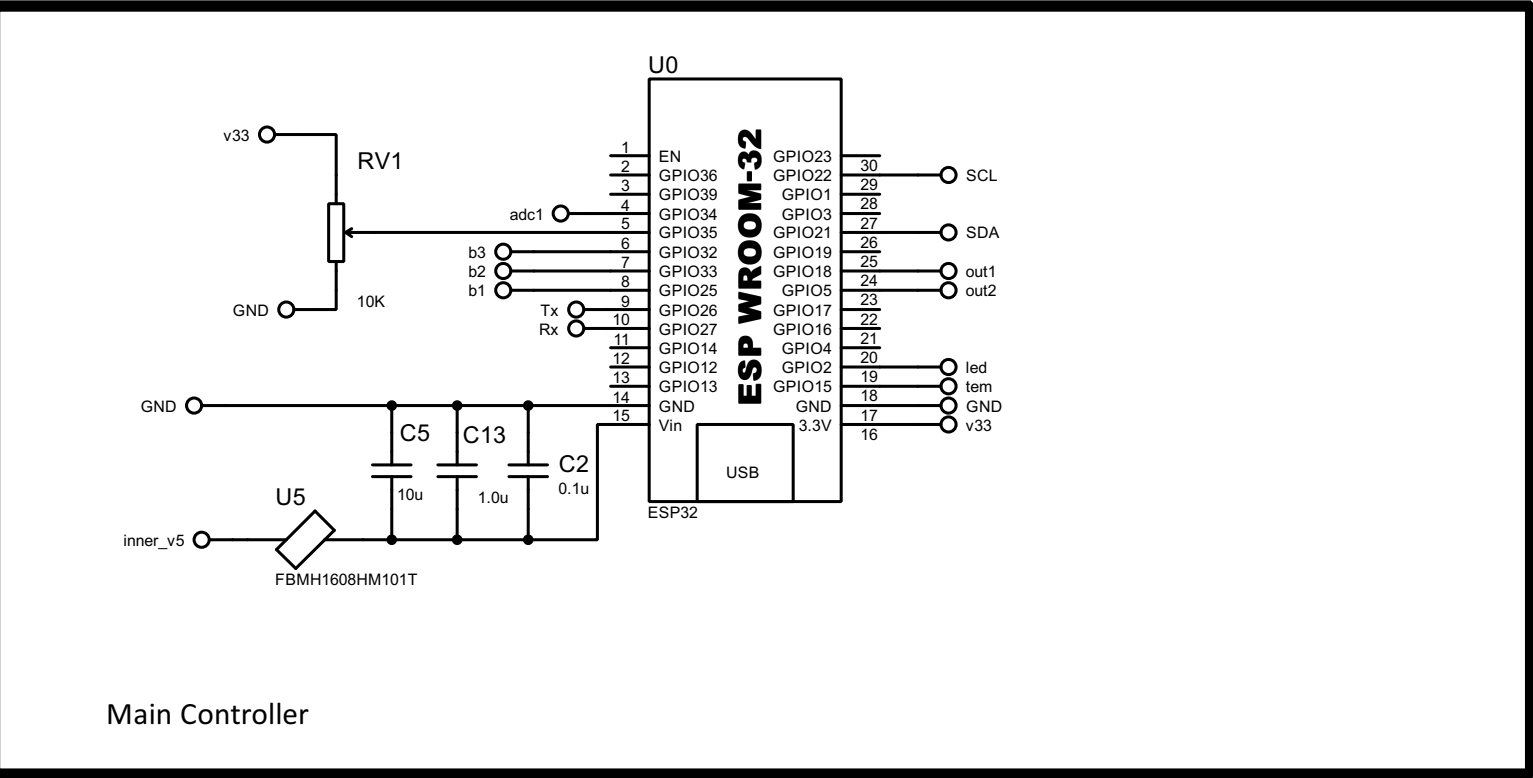 U0
v33
RV1
10K
GND
adc1
b3
b2
b1
Tx
Rx
1 EN
2 GPIO36
3 GPIO39
4 GPIO34
5 GPIO35
6 GPIO32
7 GPIO33
8 GPIO25
9 GPIO26
10 GPIO27
11 GPIO14
12 GPIO12
13 GPIO13
14 GND
15 Vin
ESP WROOM-32
GPIO23 30
GPIO22 29 SCL
GPIO1 28
GPIO3 27
GPIO21 26 SDA
GPIO19 25
GPIO18 24 out1
GPIO5 23 out2
GPIO17 22
GPIO16 21
GPIO4 20
GPIO2 19 led
GPIO15 18 tem
GND 17 GND
3.3V 16 v33
USB
ESP32
GND
C5
10u
C13
1.0u
C2
0.1u
U5
inner_v5
FBMH1608HM101T
Main Controller